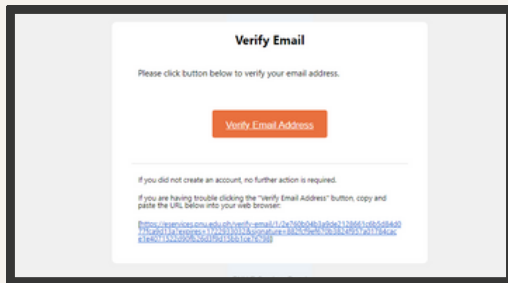 Verify Email
Please click button below to verify your email address.
Verify Email Address
If you did not create an account, no further action is required.
If you are having trouble clicking the "Verify Email Address" button, copy and
paste the URL below into your web browser: